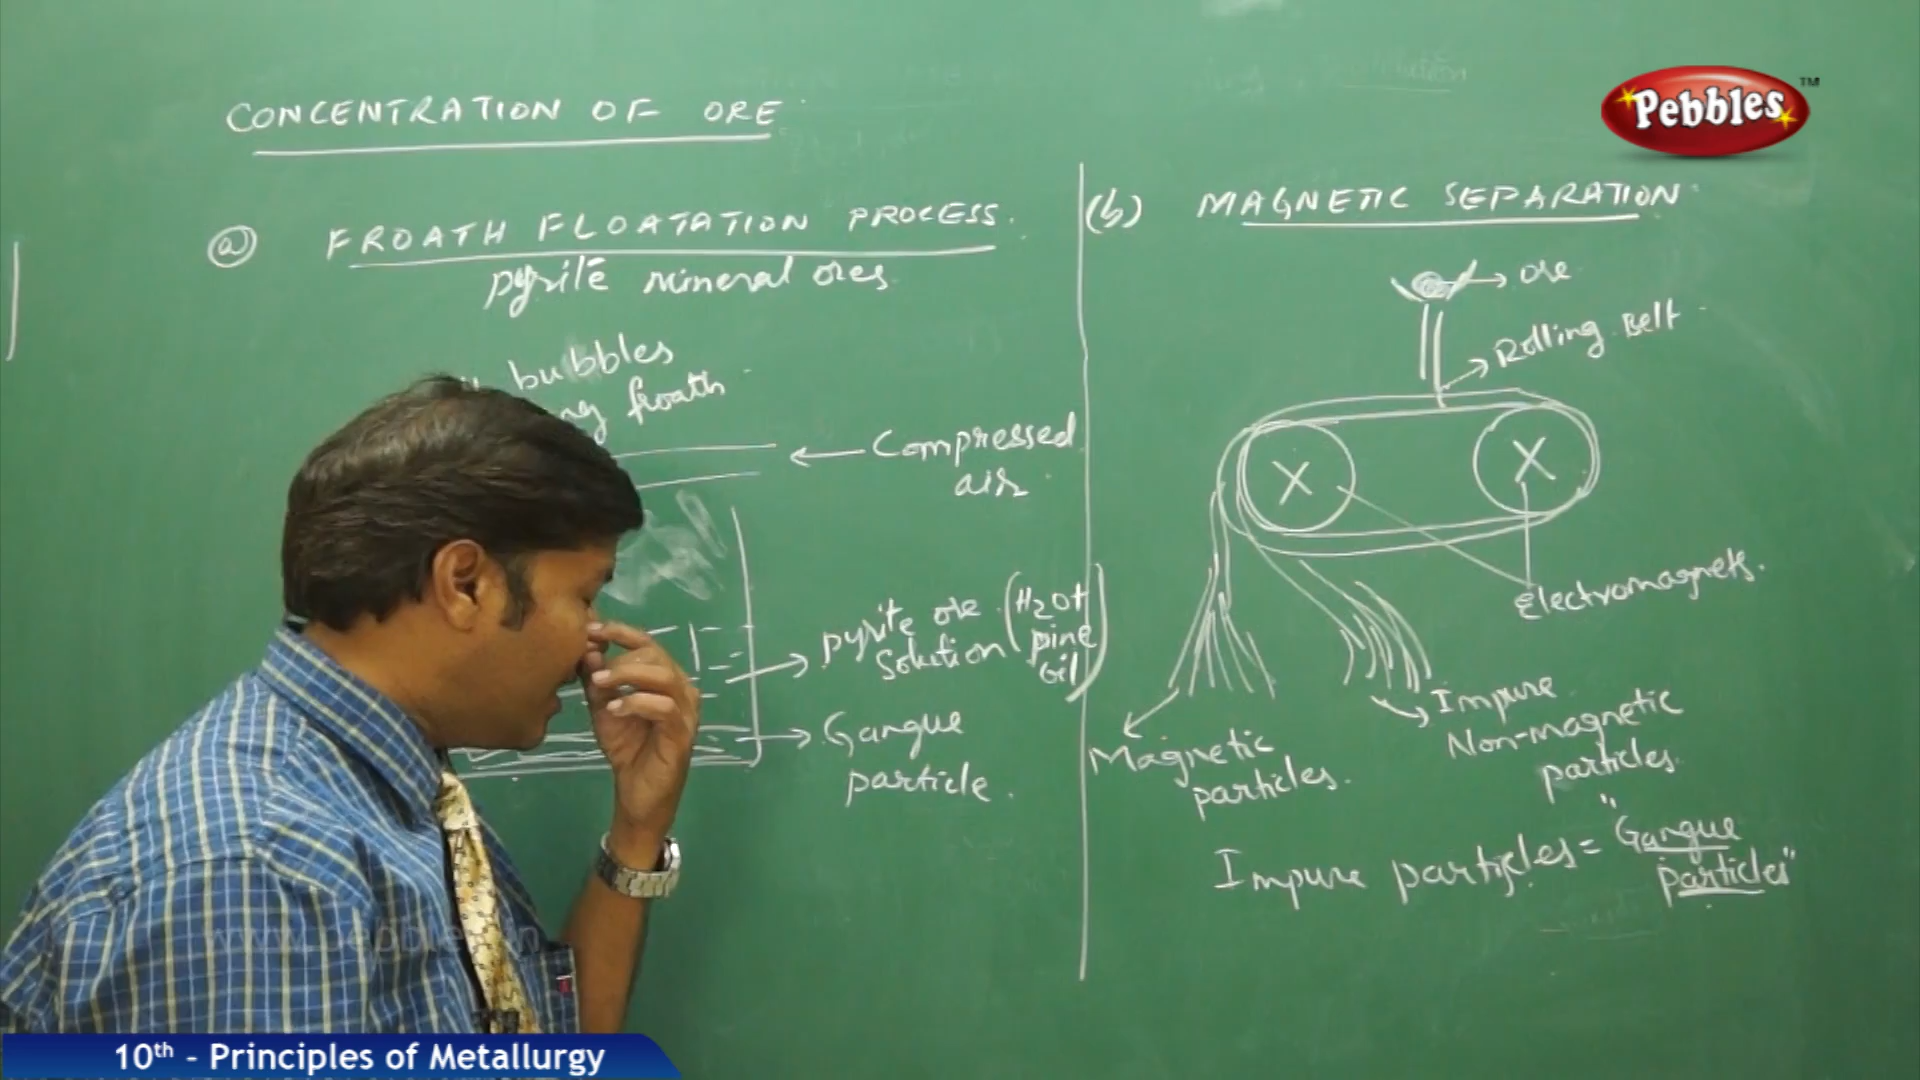 CONCENTRATION OF ORE
(a) FROATH FLOATATION PROCESS.
pyrite mineral ores
bubbles
froath
Compressed
air
pyrite ore (H2O+
solution pine
oil)
Gangue
particle.
(b) MAGNETIC SEPARATION
ore
Rolling Belt
X X
Electromagnets.
Magnetic
particles.
Impure
Non-magnetic
particles.
Impure particles = "Gangue
particles"
Pebbles™
10th - Principles of Metallurgy